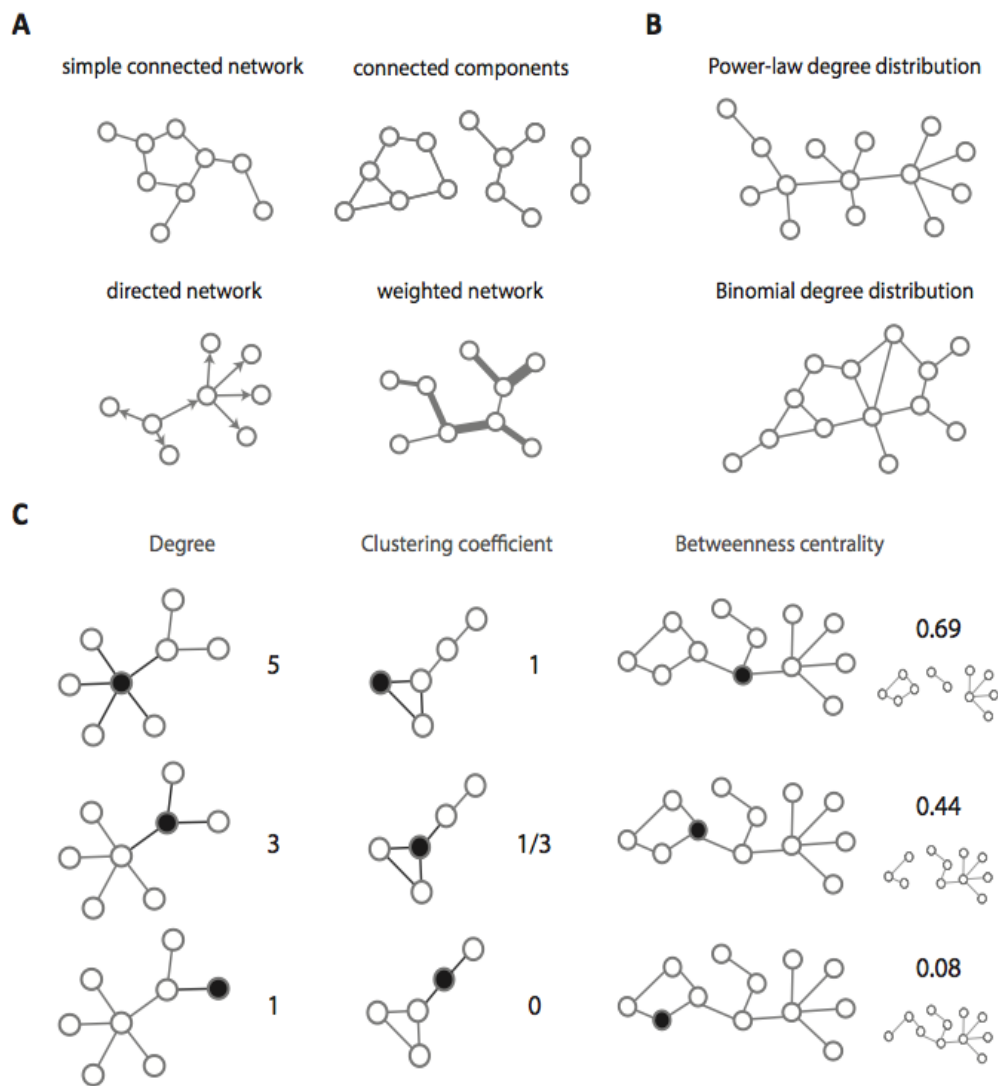 A
B
simple connected network
connected components
Power-law degree distribution
directed network
weighted network
Binomial degree distribution
C
Degree
Clustering coefficient
Betweenness centrality
5
1
0.69
3
1/3
0.44
1
0
0.08